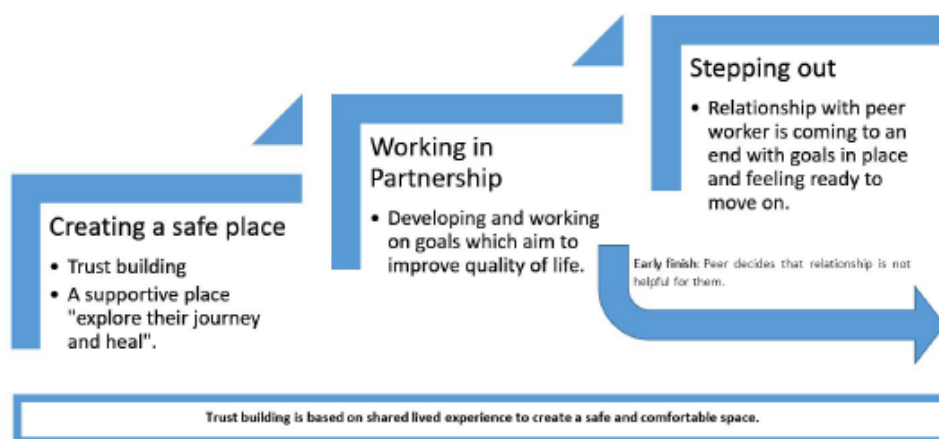 Creating a safe place
• Trust building
• A supportive place
"explore their journey
and heal".
Working in
Partnership
• Developing and working
on goals which aim to
improve quality of life.
Stepping out
• Relationship with peer
worker is coming to an
end with goals in place
and feeling ready to
move on.
Early finish: Peer decides that relationship is not
helpful for them.
Trust building is based on shared lived experience to create a safe and comfortable space.